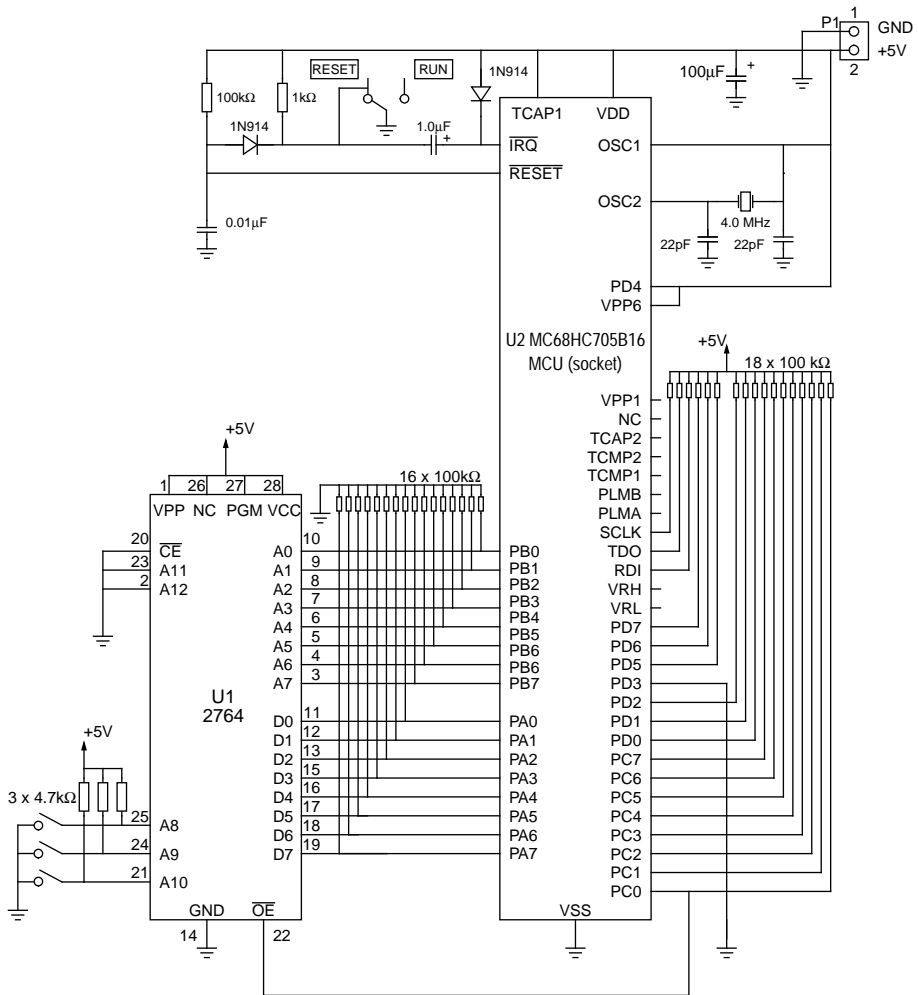 P1 1 GND
+5V
2
RESET RUN 1N914
100µF +
100kΩ 1kΩ
TCAP1 VDD
1N914 1.0µF +
IRQ OSC1
RESET
OSC2
0.01µF 4.0 MHz
22pF 22pF
PD4
VPP6
U2 MC68HC705B16
MCU (socket)
+5V
18 x 100 kΩ
VPP1
NC
TCAP2
TCMP2
TCMP1
PLMB
PLMA
SCLK
TDO
RDI
VRH
VRL
PD7
PD6
PD5
PD3
PD2
PD1
PD0
PC7
PC6
PC5
PC4
PC3
PC2
PC1
PC0
+5V
16 x 100kΩ
1 26 27 28
VPP NC PGM VCC
20 CE
23 A11
2 A12
A0 10 PB0
A1 9 PB1
A2 8 PB2
A3 7 PB3
A4 6 PB4
A5 5 PB5
A6 4 PB6
A7 3 PB7
U1
2764
D0 11 PA0
D1 12 PA1
D2 13 PA2
D3 15 PA3
D4 16 PA4
D5 17 PA5
D6 18 PA6
D7 19 PA7
+5V
3 x 4.7kΩ
25 A8
24 A9
21 A10
GND OE
14 22
VSS